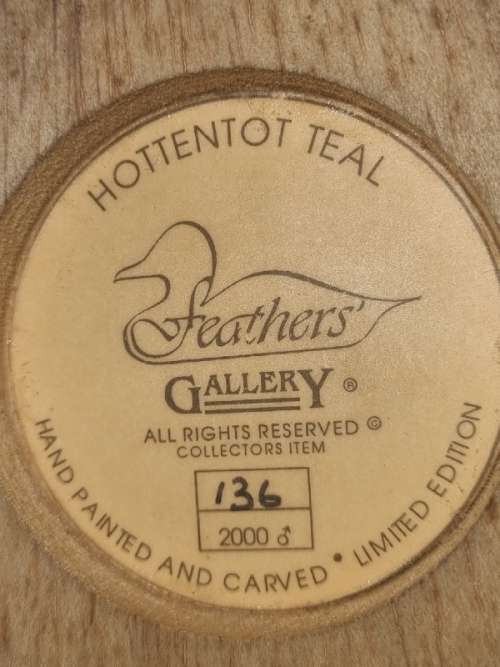 HOTTENTOT TEAL
Feathers'
GALLERY ®
ALL RIGHTS RESERVED ©
COLLECTORS ITEM
136
2000 ♂
HAND PAINTED AND CARVED • LIMITED EDITION